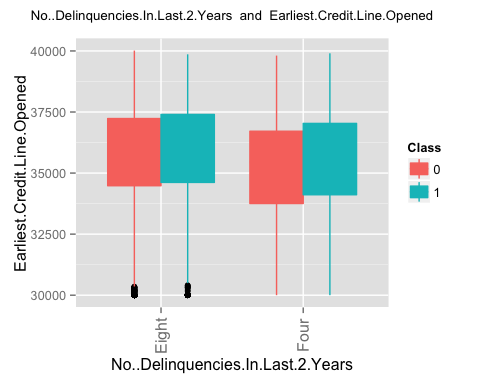 No..Delinquencies.In.Last.2.Years and Earliest.Credit.Line.Opened
Earliest.Credit.Line.Opened
40000
37500
35000
32500
30000
Eight
Four
No..Delinquencies.In.Last.2.Years
Class
0
1